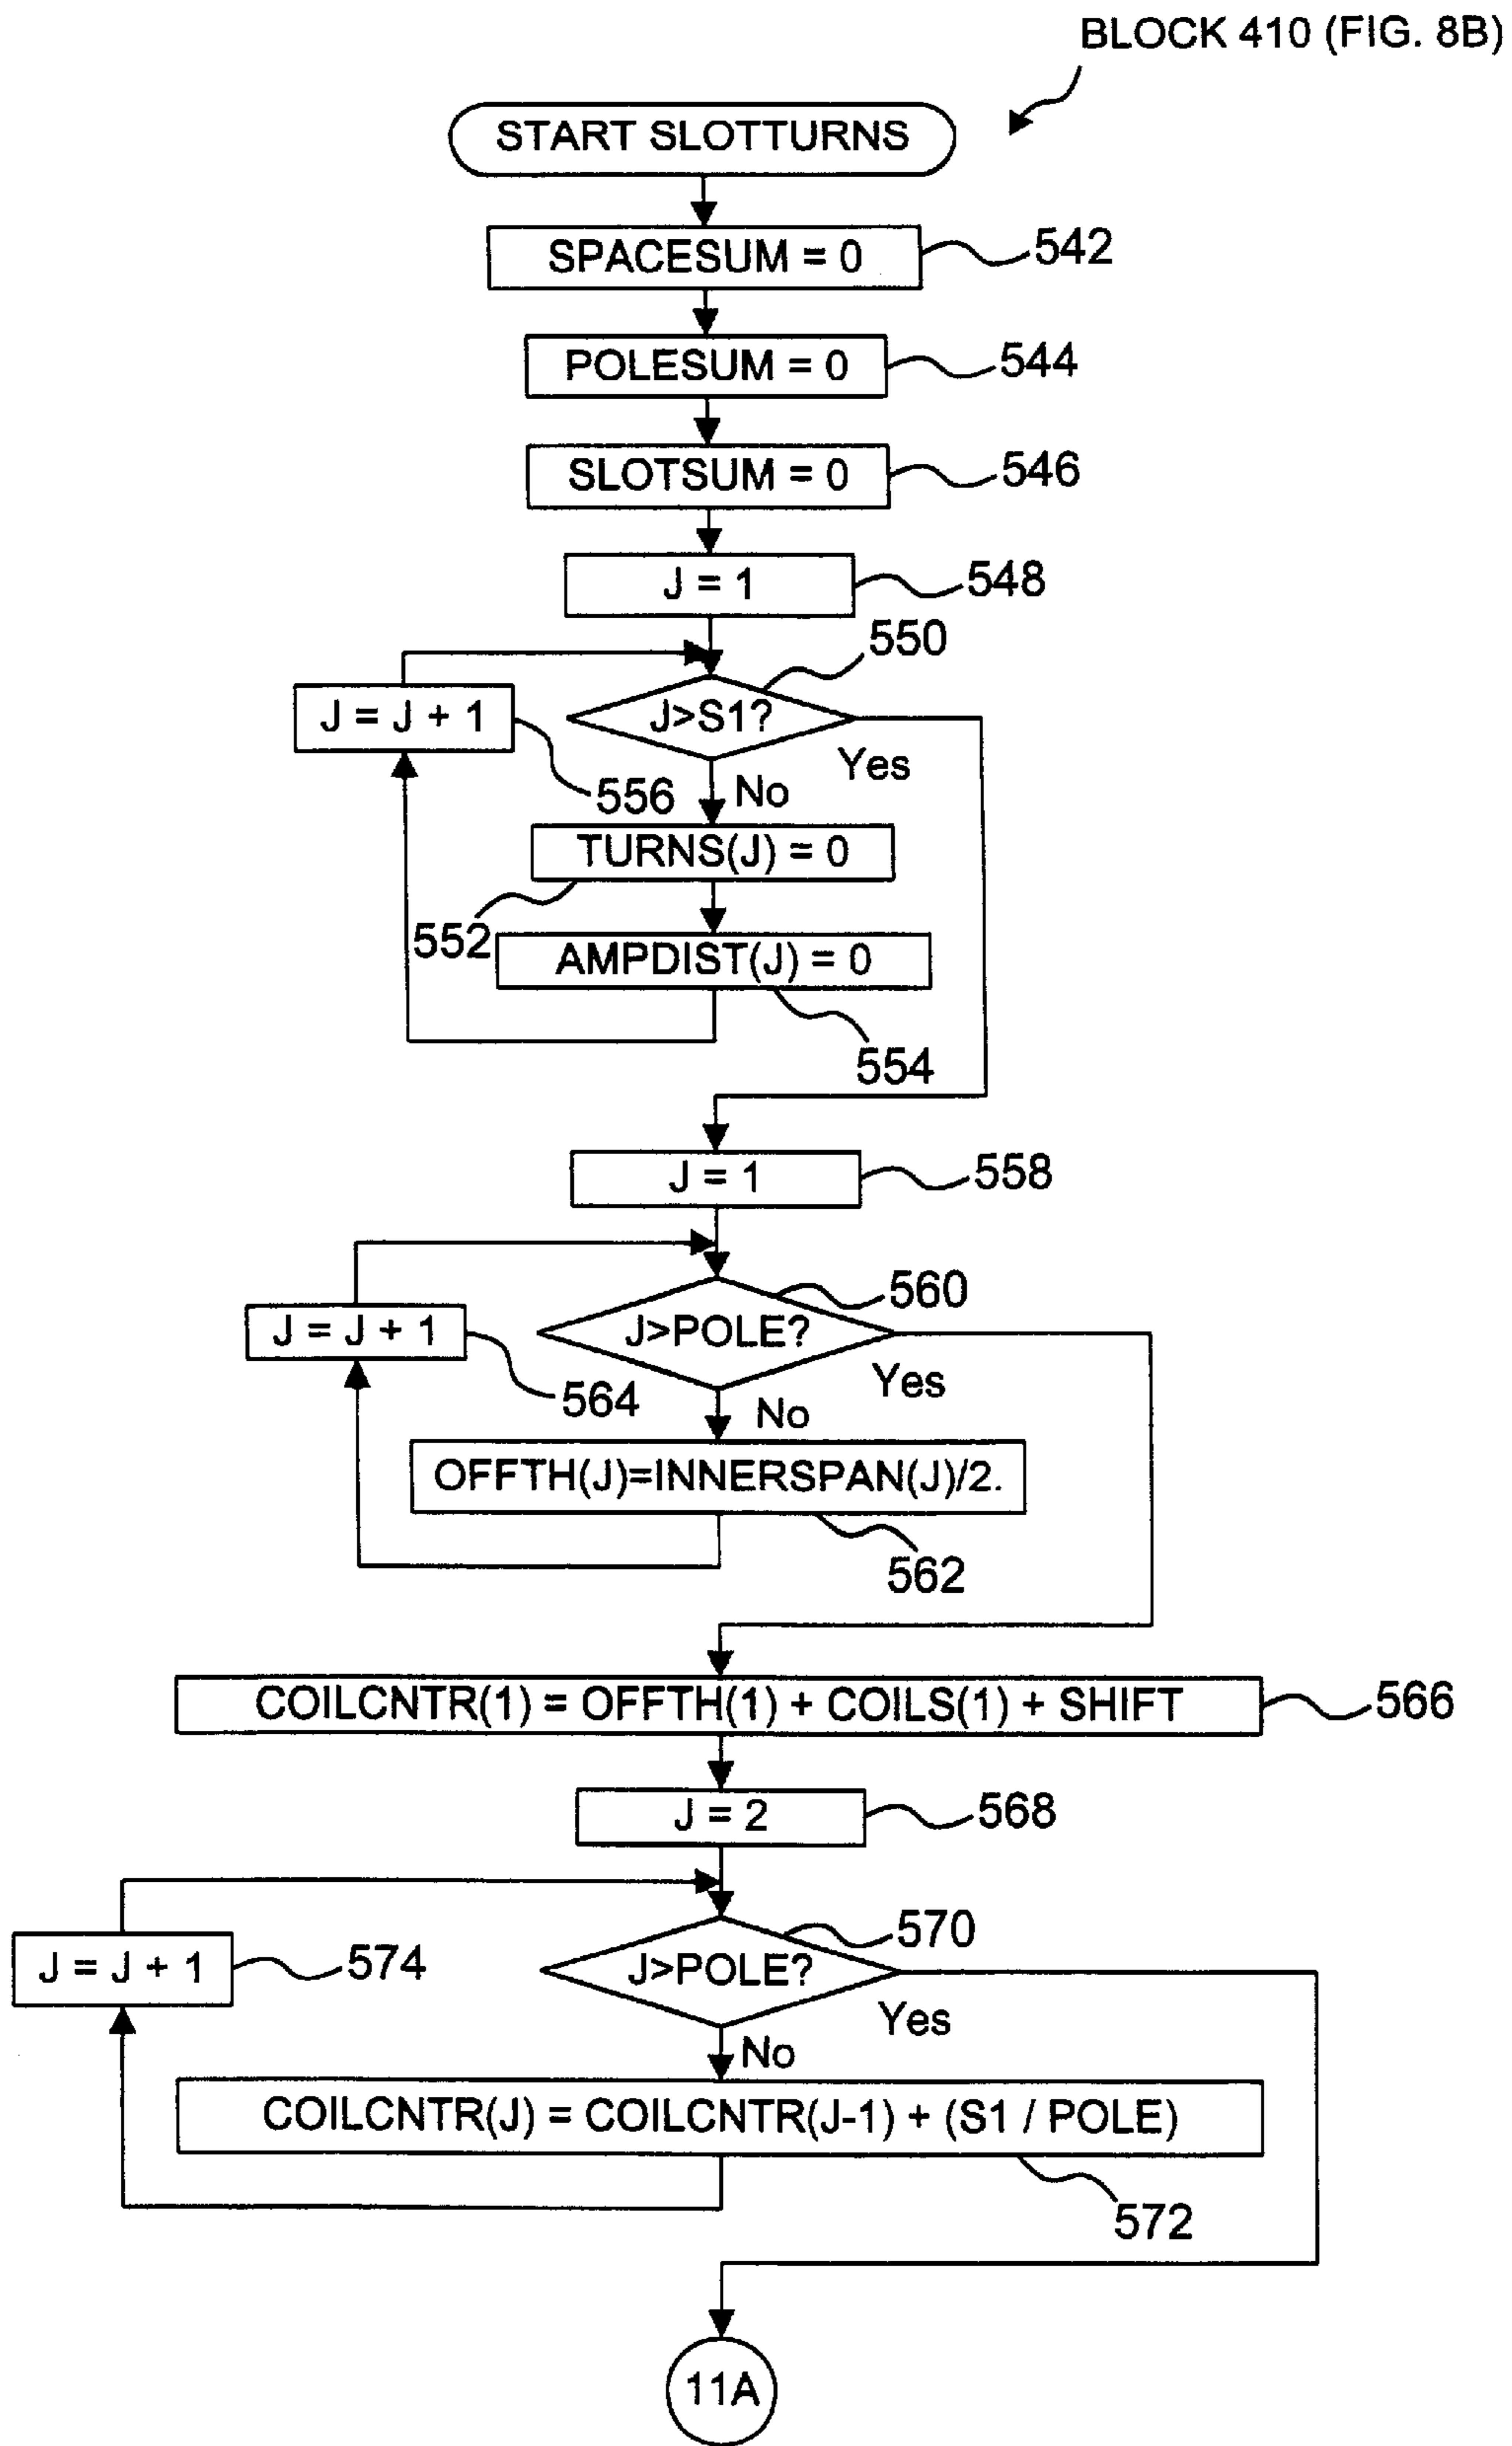 BLOCK 410 (FIG. 8B)
START SLOTTURNS
SPACESUM = 0
542
POLESUM = 0
544
SLOTSUM = 0
546
J = 1
548
550
J = J + 1
J>S1?
Yes
556
No
TURNS(J) = 0
552
AMPDIST(J) = 0
554
J = 1
558
560
J = J + 1
J>POLE?
Yes
564
No
OFFTH(J)=INNERSPAN(J)/2.
562
COILCNTR(1) = OFFTH(1) + COILS(1) + SHIFT
566
J = 2
568
570
J = J + 1
574
J>POLE?
Yes
No
COILCNTR(J) = COILCNTR(J-1) + (S1 / POLE)
572
11A